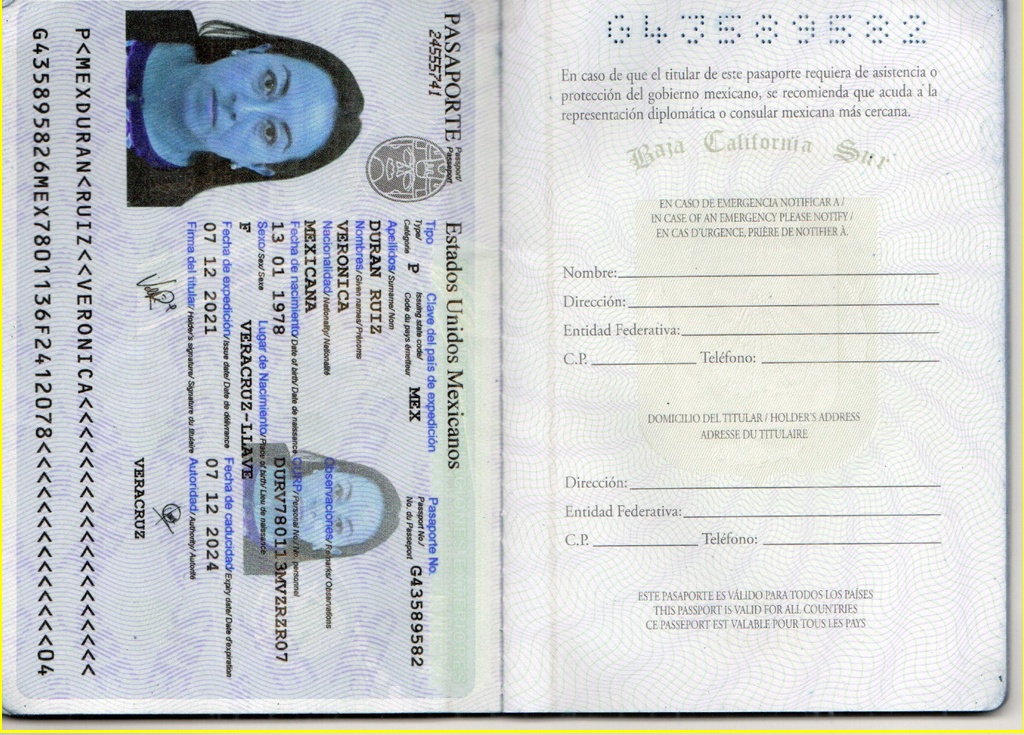 PASAPORTE Passport/
Passeport
24555741
Estados Unidos Mexicanos
Tipo Clave del país de expedición Pasaporte No.
Type/ Issuing state code/ Passport No./
Catégorie P Code du pays émetteur MEX No. du Passeport G43589582
Apellidos/Surname/Nom
DURAN RUIZ
Nombres/Given names/Prénoms
VERONICA
Nacionalidad/Nationality/Nationalité Observaciones/Remarks/Observations
MEXICANA
Fecha de nacimiento/Date of birth/Date de naissance CURP/Personal No./No. personnel
13 01 1978 DURV780113MVZRZR07
Sexo/Sex/Sexe Lugar de Nacimiento/Place of birth/Lieu de naissance
F VERACRUZ-LLAVE
Fecha de expedición/Issue date/Date de délivrance Fecha de caducidad/Expiry date/Date d'expiration
07 12 2021 07 12 2024
Firma del titular/Holder's signature/Signature du titulaire Autoridad/Authority/Autorité
VERACRUZ
P<MEXDURAN<RUIZ<<VERONICA<<<<<<<<<<<<<<<<<<<
G435895826MEX7801136F2412078<<<<<<<<<<<<<<04
G43589582
En caso de que el titular de este pasaporte requiera de asistencia o
protección del gobierno mexicano, se recomienda que acuda a la
representación diplomática o consular mexicana más cercana.
Baja California Sur
EN CASO DE EMERGENCIA NOTIFICAR A /
IN CASE OF AN EMERGENCY PLEASE NOTIFY /
EN CAS D'URGENCE, PRIÈRE DE NOTIFIER À.
Nombre:
Dirección:
Entidad Federativa:
C.P. Teléfono:
DOMICILIO DEL TITULAR / HOLDER'S ADDRESS
ADRESSE DU TITULAIRE
Dirección:
Entidad Federativa:
C.P. Teléfono:
ESTE PASAPORTE ES VÁLIDO PARA TODOS LOS PAÍSES
THIS PASSPORT IS VALID FOR ALL COUNTRIES
CE PASSEPORT EST VALABLE POUR TOUS LES PAYS